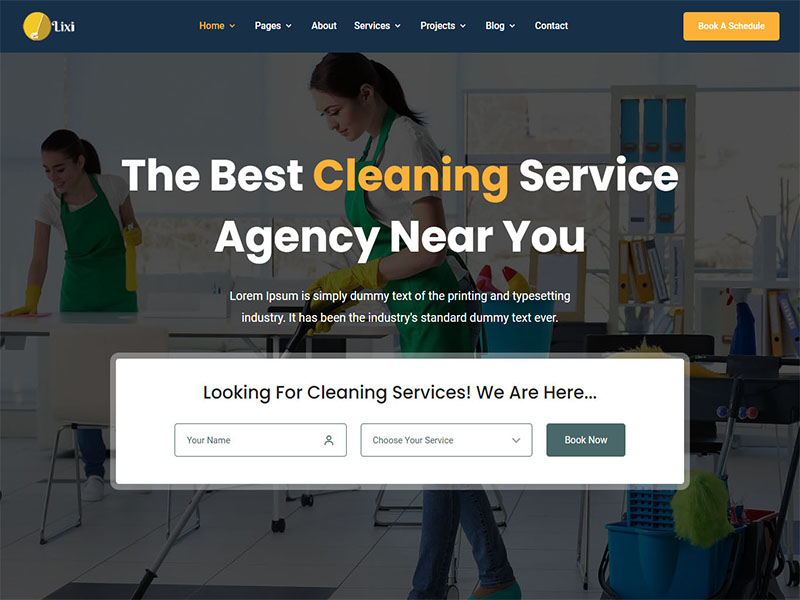 Lixi
Home Pages About Services Projects Blog Contact
Book A Schedule
The Best Cleaning Service
Agency Near You
Lorem Ipsum is simply dummy text of the printing and typesetting
industry. It has been the industry's standard dummy text ever.
Looking For Cleaning Services! We Are Here...
Your Name
Choose Your Service
Book Now